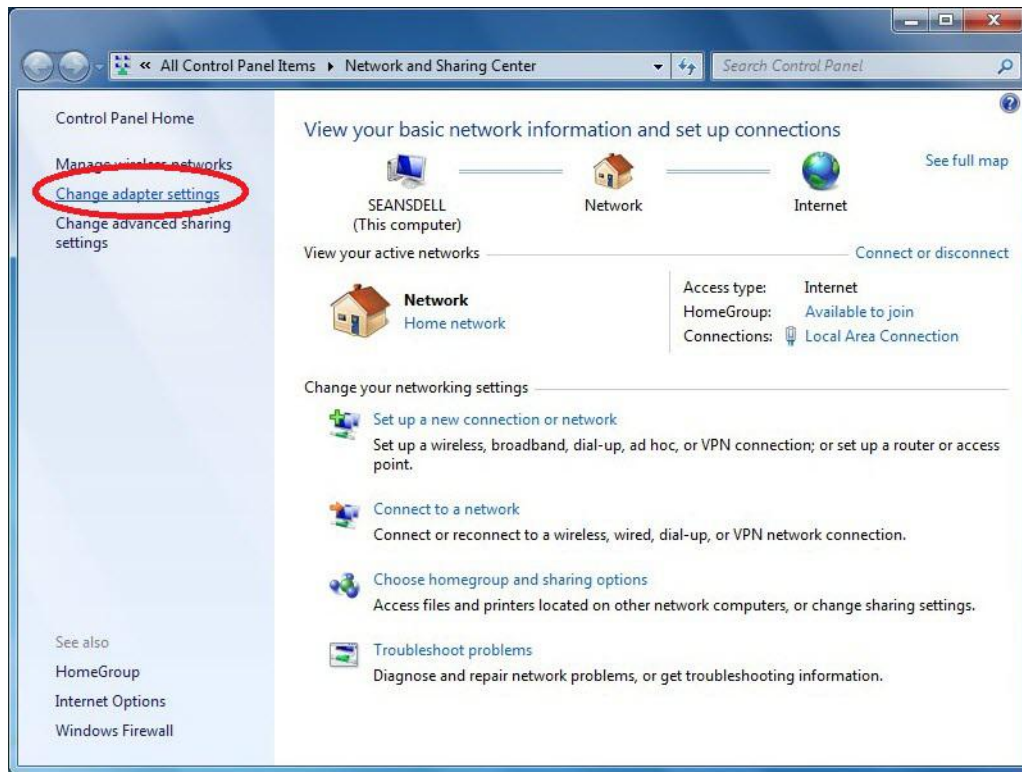 « All Control Panel Items ▸ Network and Sharing Center
Search Control Panel
Control Panel Home
Manage wireless networks
Change adapter settings
Change advanced sharing
settings
See also
HomeGroup
Internet Options
Windows Firewall
View your basic network information and set up connections
See full map
SEANSDELL
(This computer)
Network
Internet
View your active networks
Connect or disconnect
Network
Home network
Access type: Internet
HomeGroup: Available to join
Connections: Local Area Connection
Change your networking settings
Set up a new connection or network
Set up a wireless, broadband, dial-up, ad hoc, or VPN connection; or set up a router or access
point.
Connect to a network
Connect or reconnect to a wireless, wired, dial-up, or VPN network connection.
Choose homegroup and sharing options
Access files and printers located on other network computers, or change sharing settings.
Troubleshoot problems
Diagnose and repair network problems, or get troubleshooting information.